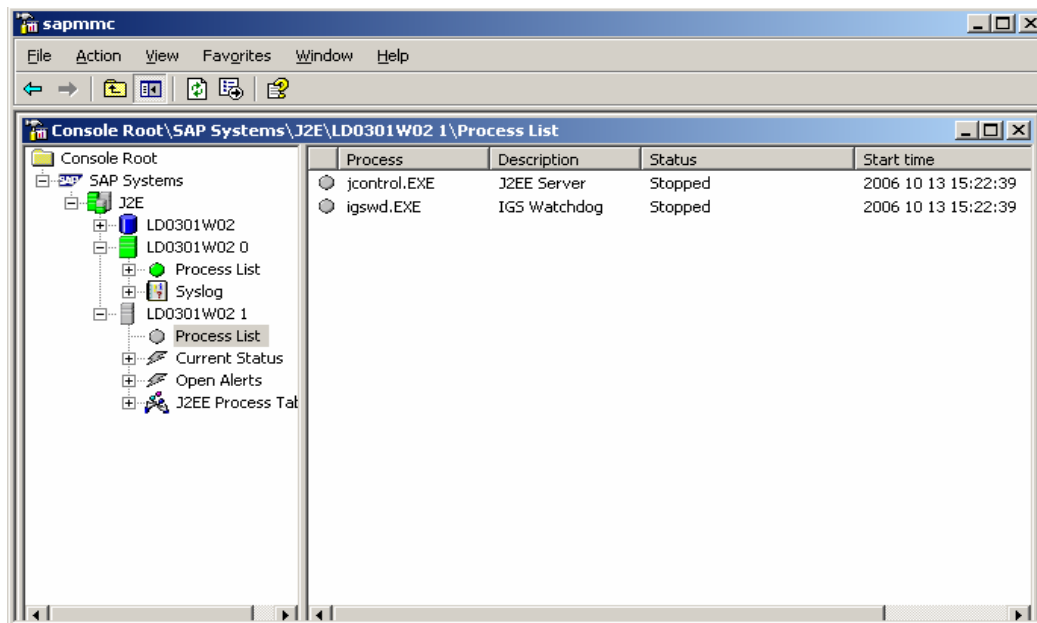 sapmmc
File Action View Favorites Window Help
Console Root\SAP Systems\J2E\LD0301W02 1\Process List
Console Root
SAP Systems
J2E
LD0301W02
LD0301W02 0
Process List
Syslog
LD0301W02 1
Process List
Current Status
Open Alerts
J2EE Process Tab
Process Description Status Start time
jcontrol.EXE J2EE Server Stopped 2006 10 13 15:22:39
igswd.EXE IGS Watchdog Stopped 2006 10 13 15:22:39